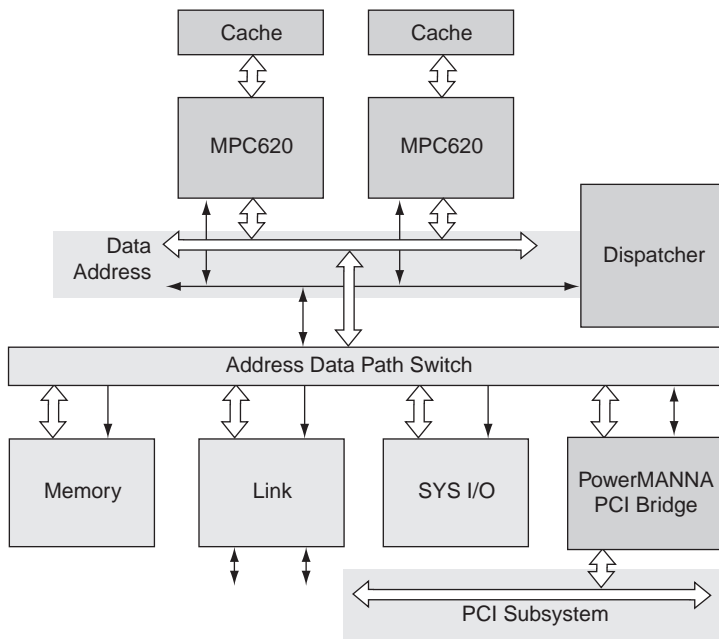 Cache
Cache
MPC620
MPC620
Data
Address
Dispatcher
Address Data Path Switch
Memory
Link
SYS I/O
PowerMANNA
PCI Bridge
PCI Subsystem